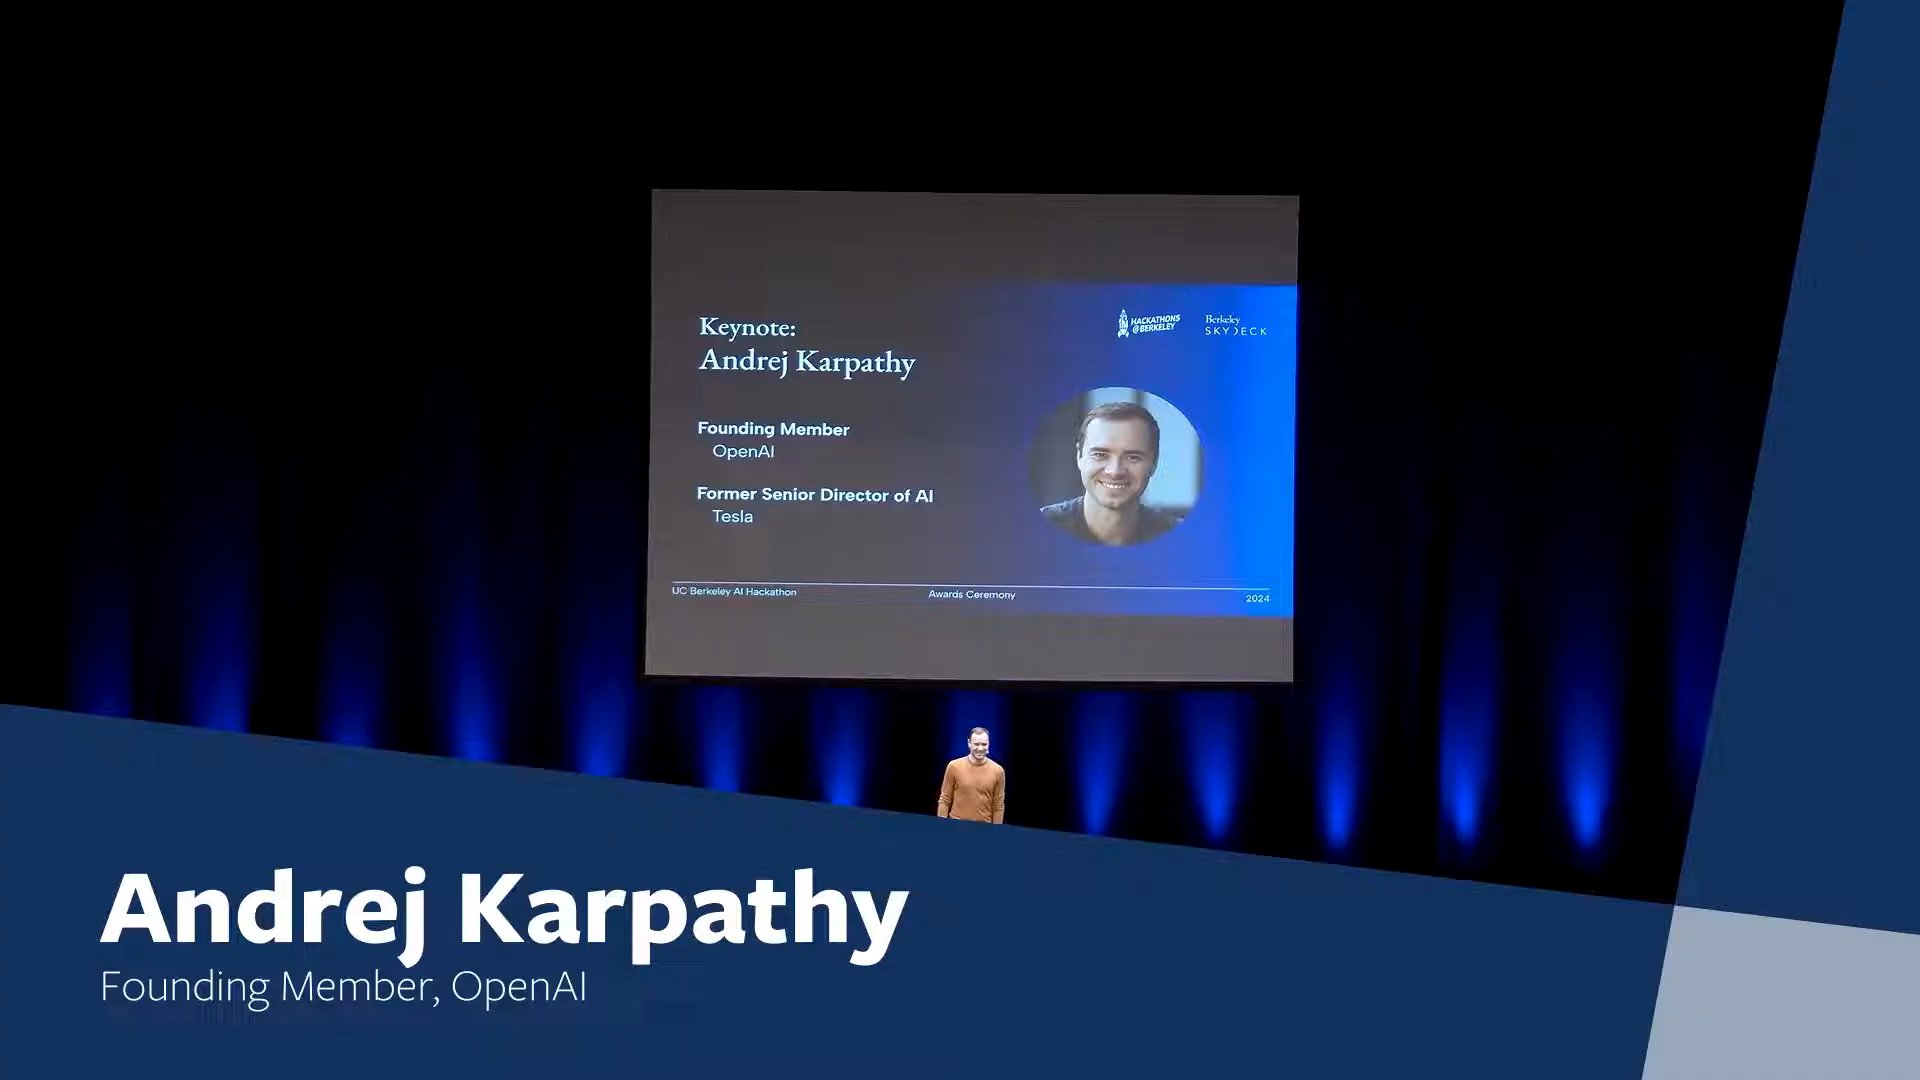 Keynote:
Andrej Karpathy
HACKATHONS
@BERKELEY
Berkeley
SKYDECK
Founding Member
OpenAI
Former Senior Director of AI
Tesla
UC Berkeley AI Hackathon
Awards Ceremony
2024
Andrej Karpathy
Founding Member, OpenAI